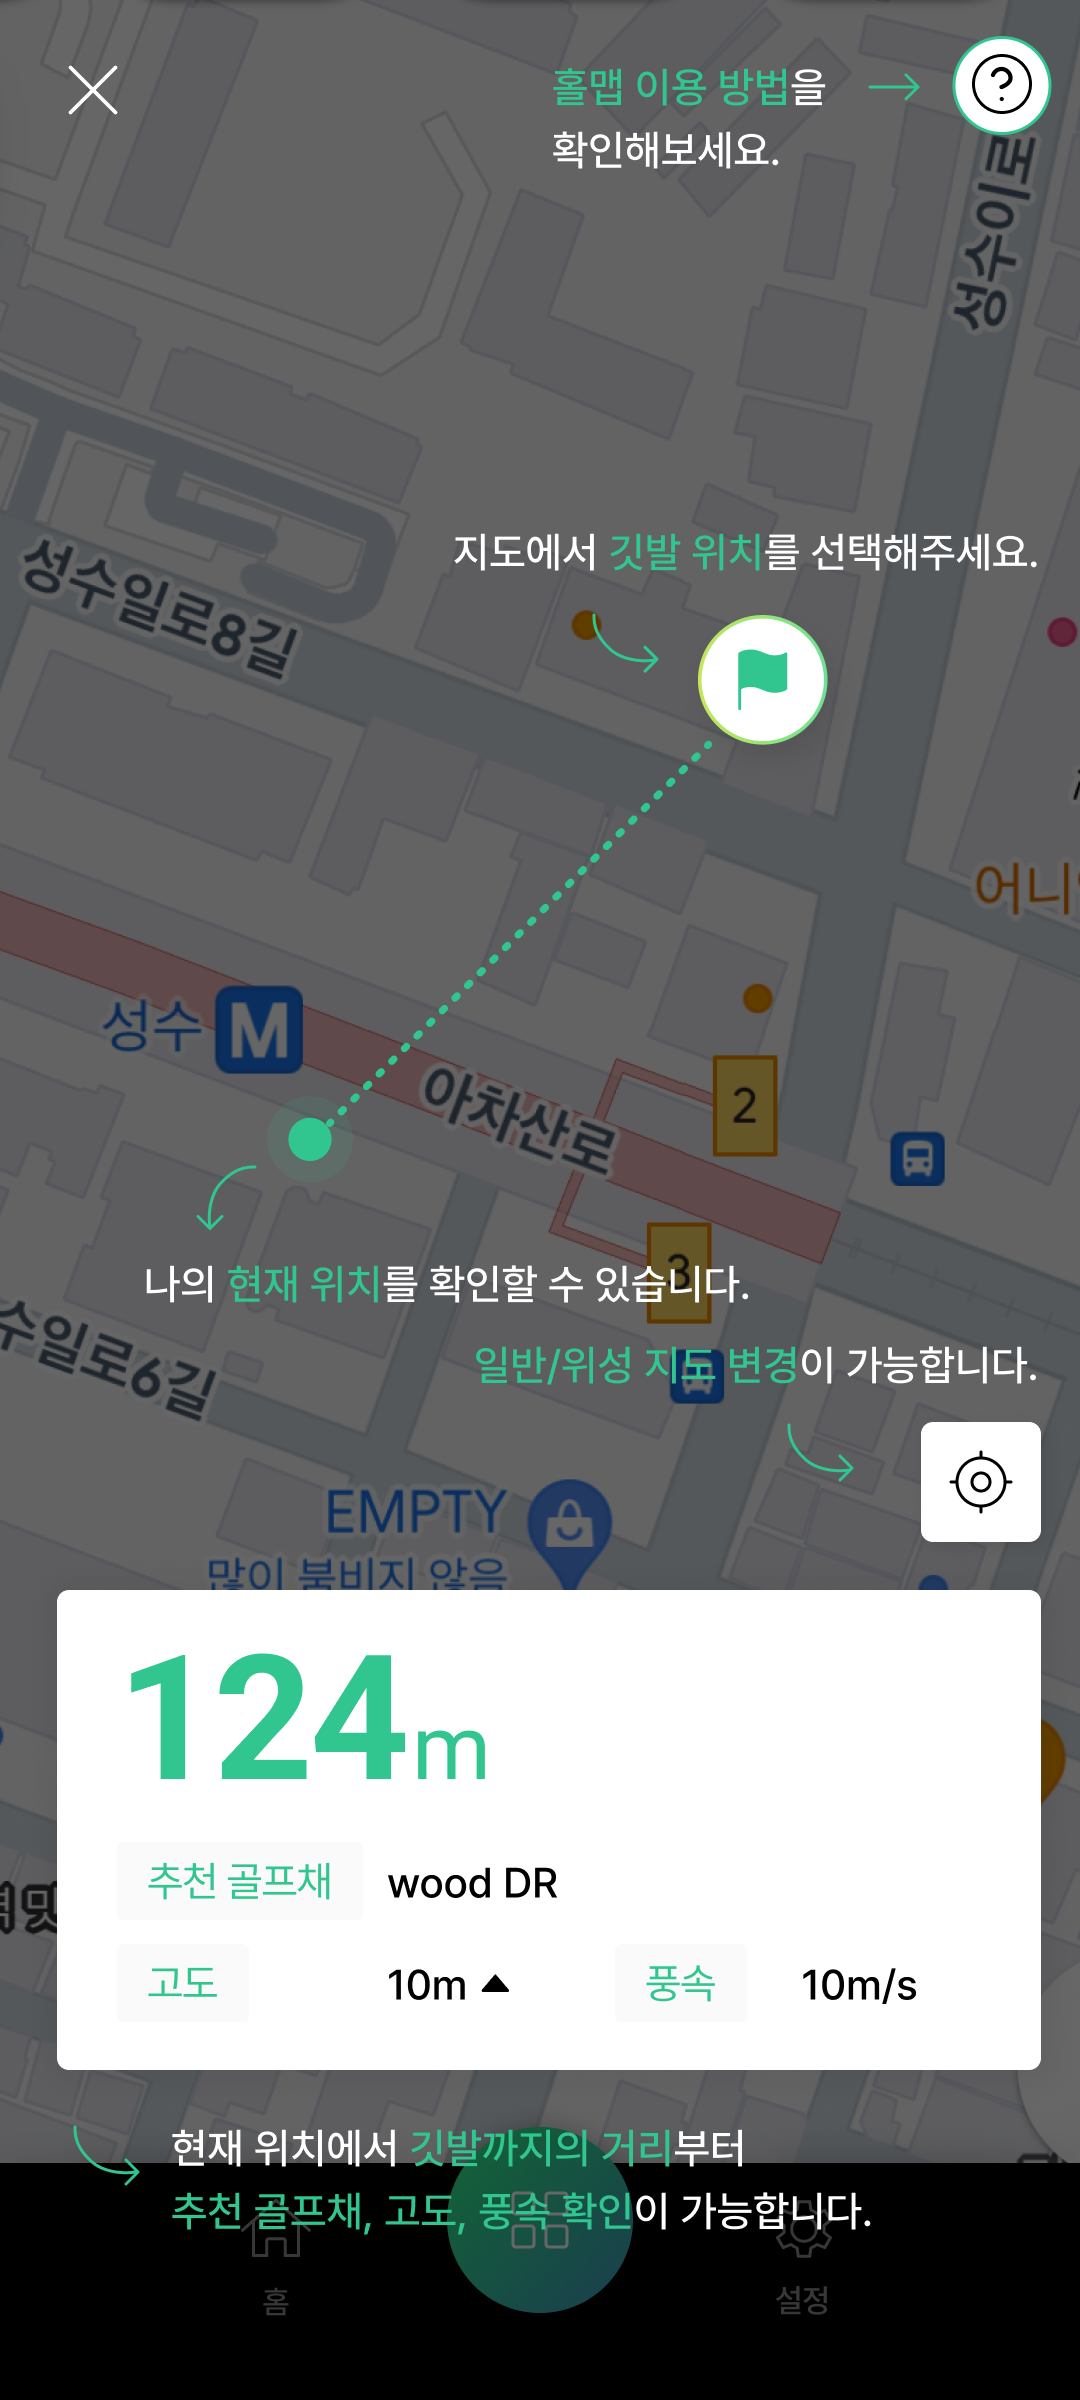 홀맵 이용 방법을
확인해보세요.
성수이로
지도에서 깃발 위치를 선택해주세요.
성수일로8길
어니
성수 M
아차산로
2
3
나의 현재 위치를 확인할 수 있습니다.
수일로6길
일반/위성 지도 변경이 가능합니다.
EMPTY
많이 붐비지 않음
124m
추천 골프채 wood DR
고도 10m 풍속 10m/s
현재 위치에서 깃발까지의 거리부터
추천 골프채, 고도, 풍속 확인이 가능합니다.
홈 설정